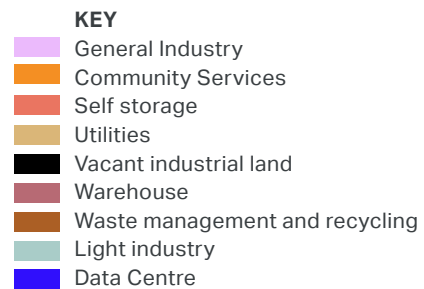 KEY
General Industry
Community Services
Self storage
Utilities
Vacant industrial land
Warehouse
Waste management and recycling
Light industry
Data Centre